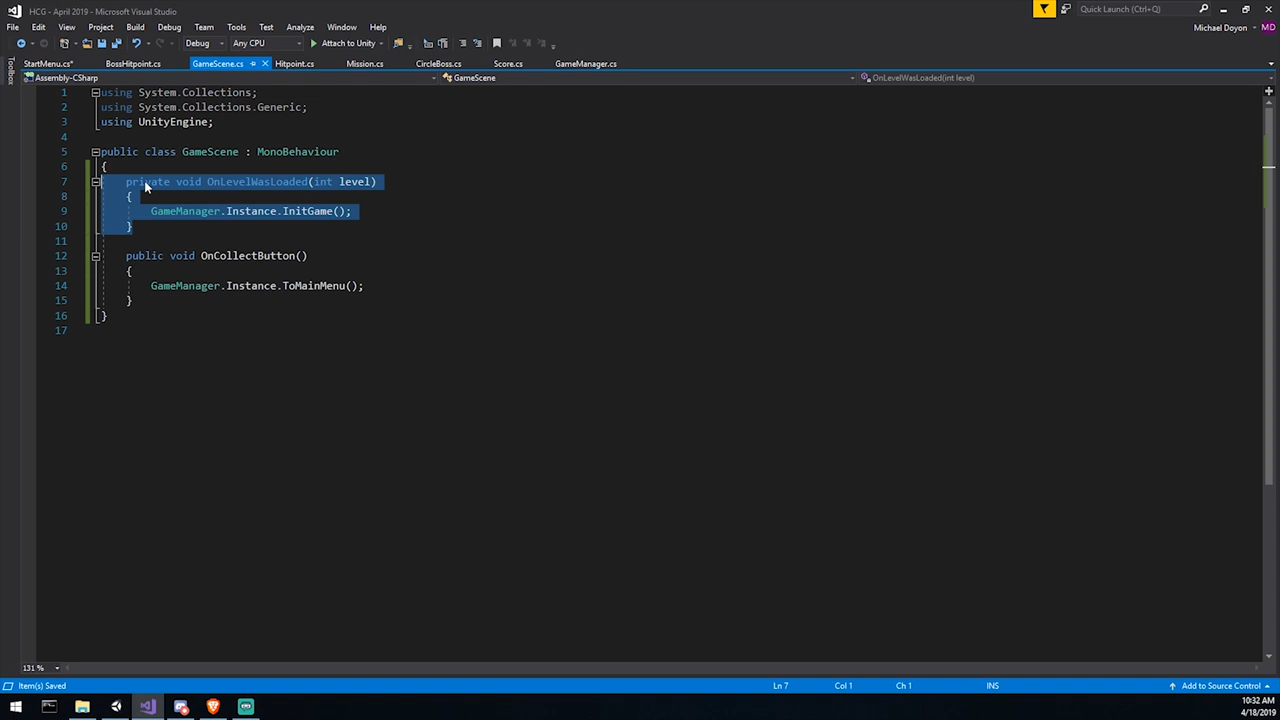 HCG - April 2019 - Microsoft Visual Studio
Quick Launch (Ctrl+Q)
File Edit View Project Build Debug Team Tools Test Analyze Window Help
Michael Doyon MD
Debug Any CPU Attach to Unity
StartMenu.cs* BossHitpoint.cs GameScene.cs Hitpoint.cs Mission.cs CircleBoss.cs Score.cs GameManager.cs
Toolbox
Assembly-CSharp GameScene OnLevelWasLoaded(int level)
1 using System.Collections;
2 using System.Collections.Generic;
3 using UnityEngine;
4
5 public class GameScene : MonoBehaviour
6 {
7 private void OnLevelWasLoaded(int level)
8 {
9 GameManager.Instance.InitGame();
10 }
11
12 public void OnCollectButton()
13 {
14 GameManager.Instance.ToMainMenu();
15 }
16 }
17
131 %
Item(s) Saved Ln 7 Col 1 Ch 1 INS Add to Source Control
10:32 AM
4/18/2019